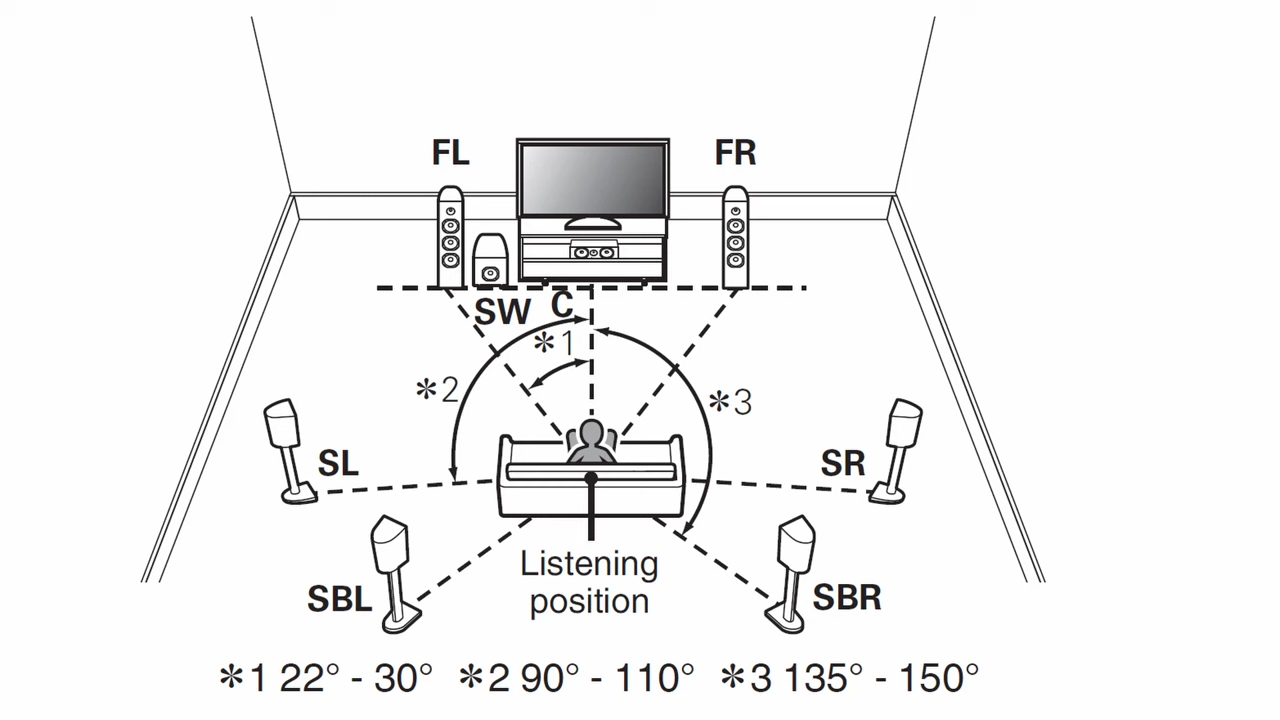 FL
FR
SW
C
*1
*2
*3
SL
SR
Listening
position
SBL
SBR
*1 22° - 30° *2 90° - 110° *3 135° - 150°